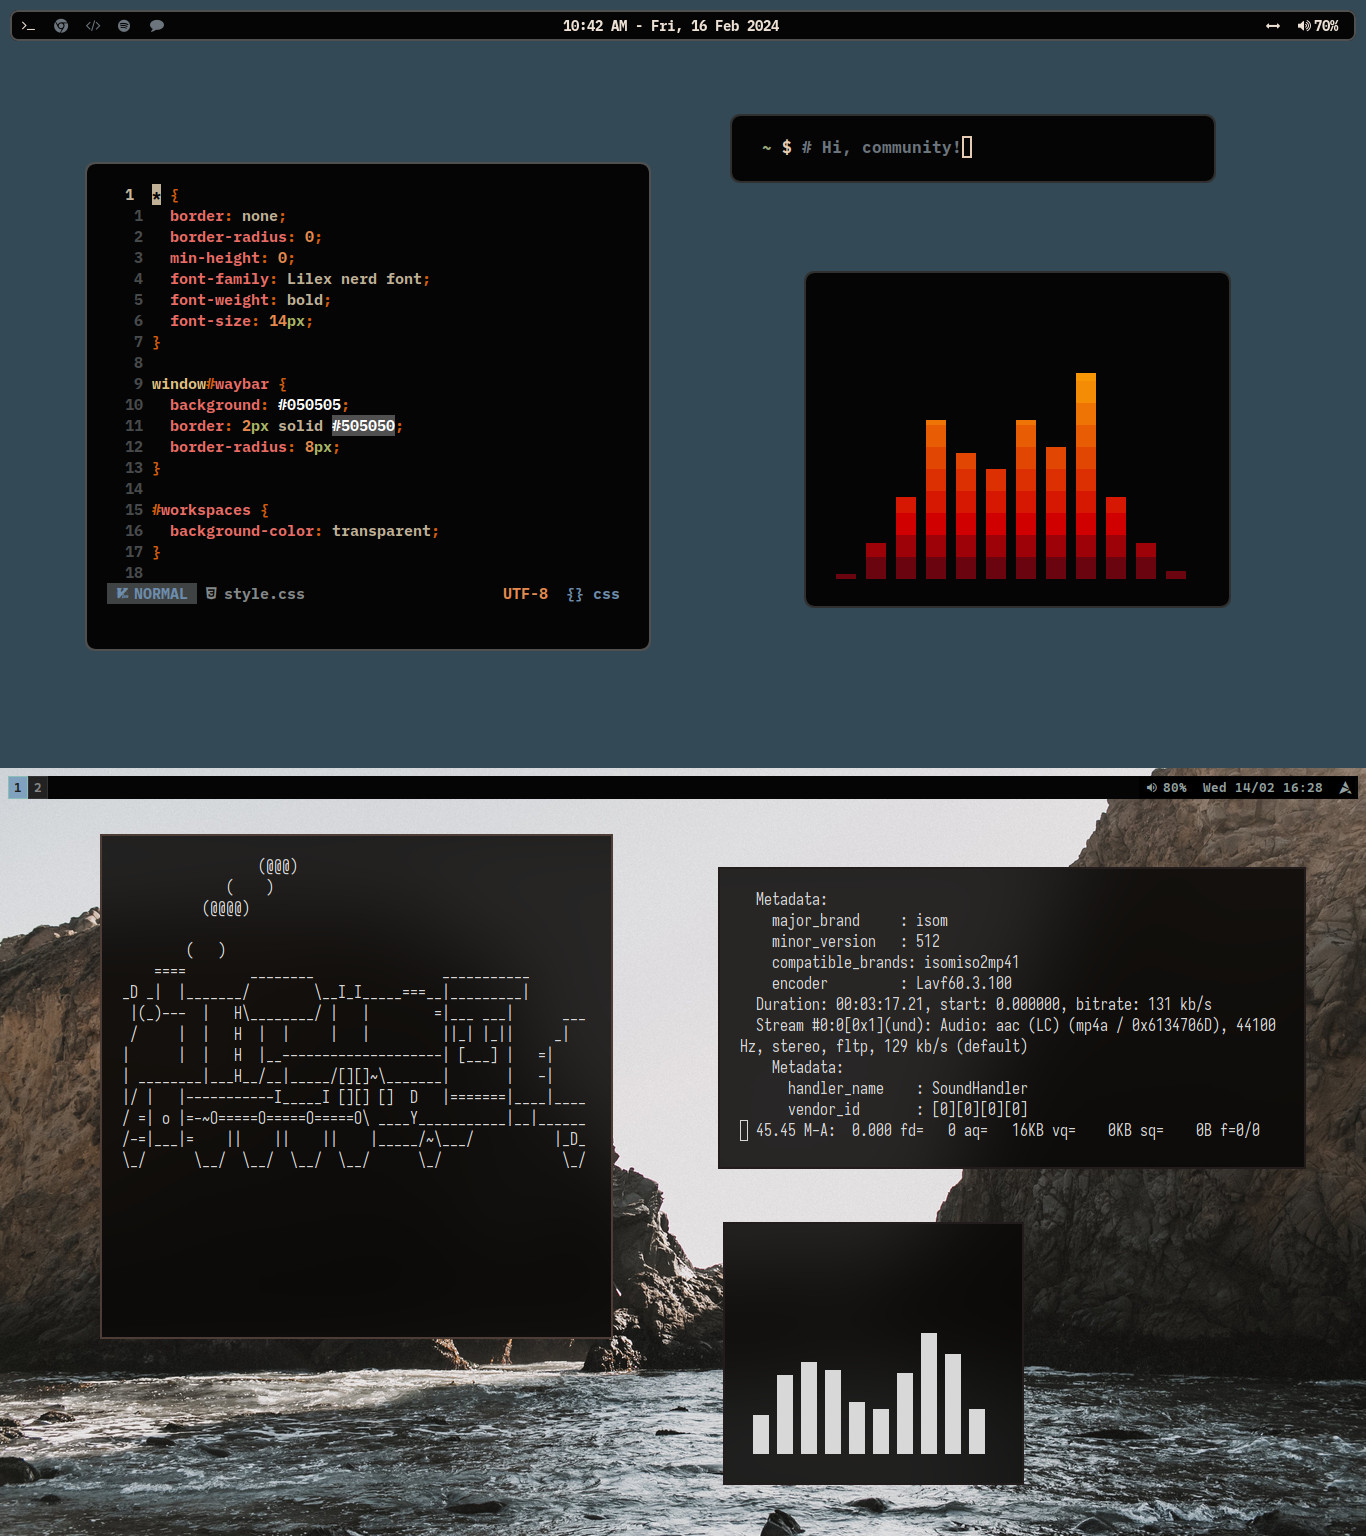 10:42 AM - Fri, 16 Feb 2024
70%
~ $ # Hi, community!
1 * {
1 border: none;
2 border-radius: 0;
3 min-height: 0;
4 font-family: Lilex nerd font;
5 font-weight: bold;
6 font-size: 14px;
7 }
8
9 window#waybar {
10 background: #050505;
11 border: 2px solid #505050;
12 border-radius: 8px;
13 }
14
15 #workspaces {
16 background-color: transparent;
17 }
18
NORMAL style.css UTF-8 {} css
1 2
80% Wed 14/02 16:28
                 (@@@)
             (    )
          (@@@@)

        (   )
    ====        ________                ___________
_D _|  |_______/        \__I_I_____===__|_________|
 |(_)---  |   H\________/ |   |        =|___ ___|      ___
 /     |  |   H  |  |     |   |         ||_| |_||     _|
|      |  |   H  |__--------------------| [___] |   =|
| ________|___H__/__|_____/[][]~\_______|       |   -|
|/ |   |-----------I_____I [][] []  D   |=======|____|____
/ =| o |=-~O=====O=====O=====O\ ____Y___________|__|______
/-=|___|=    ||    ||    ||    |_____/~\___/          |_D_
\_/      \__/  \__/  \__/  \__/      \_/               \_/
Metadata:
major_brand     : isom
minor_version   : 512
compatible_brands: isomiso2mp41
encoder         : Lavf60.3.100
Duration: 00:03:17.21, start: 0.000000, bitrate: 131 kb/s
Stream #0:0[0x1](und): Audio: aac (LC) (mp4a / 0x6134706D), 44100
Hz, stereo, fltp, 129 kb/s (default)
Metadata:
handler_name    : SoundHandler
vendor_id       : [0][0][0][0]
45.45 M-A:  0.000 fd=   0 aq=   16KB vq=    0KB sq=    0B f=0/0